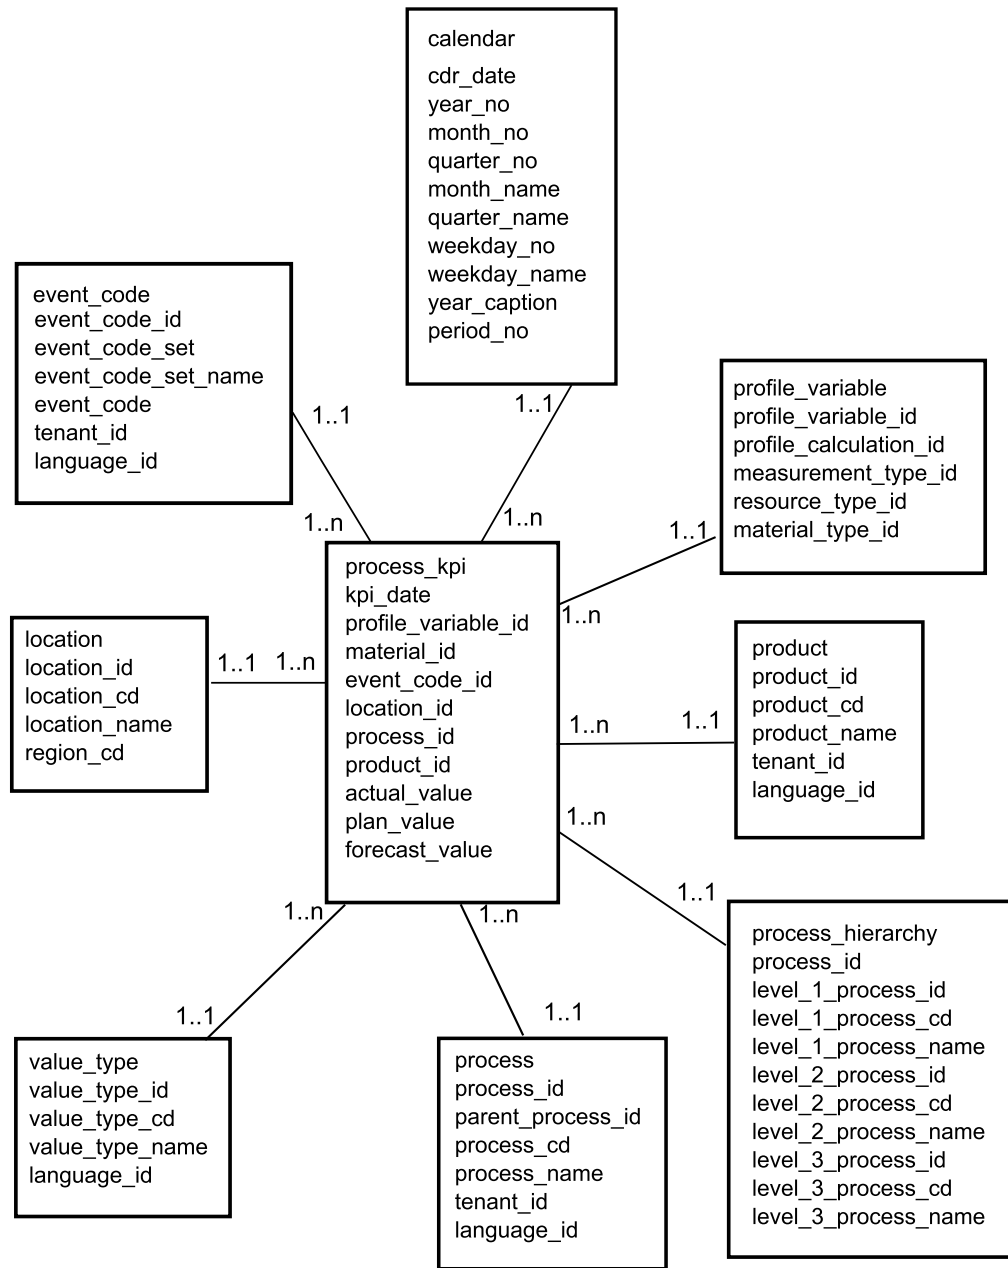 calendar
cdr_date
year_no
month_no
quarter_no
month_name
quarter_name
weekday_no
weekday_name
year_caption
period_no
event_code
event_code_id
event_code_set
event_code_set_name
event_code
tenant_id
language_id
1..1
1..n
1..1
1..n
profile_variable
profile_variable_id
profile_calculation_id
measurement_type_id
resource_type_id
material_type_id
1..1
1..n
process_kpi
kpi_date
profile_variable_id
material_id
event_code_id
location_id
process_id
product_id
actual_value
plan_value
forecast_value
location
location_id
location_cd
location_name
region_cd
1..1
1..n
product
product_id
product_cd
product_name
tenant_id
language_id
1..n
1..1
1..n
1..1
process_hierarchy
process_id
level_1_process_id
level_1_process_cd
level_1_process_name
level_2_process_id
level_2_process_cd
level_2_process_name
level_3_process_id
level_3_process_cd
level_3_process_name
1..n
1..1
value_type
value_type_id
value_type_cd
value_type_name
language_id
1..n
1..1
process
process_id
parent_process_id
process_cd
process_name
tenant_id
language_id